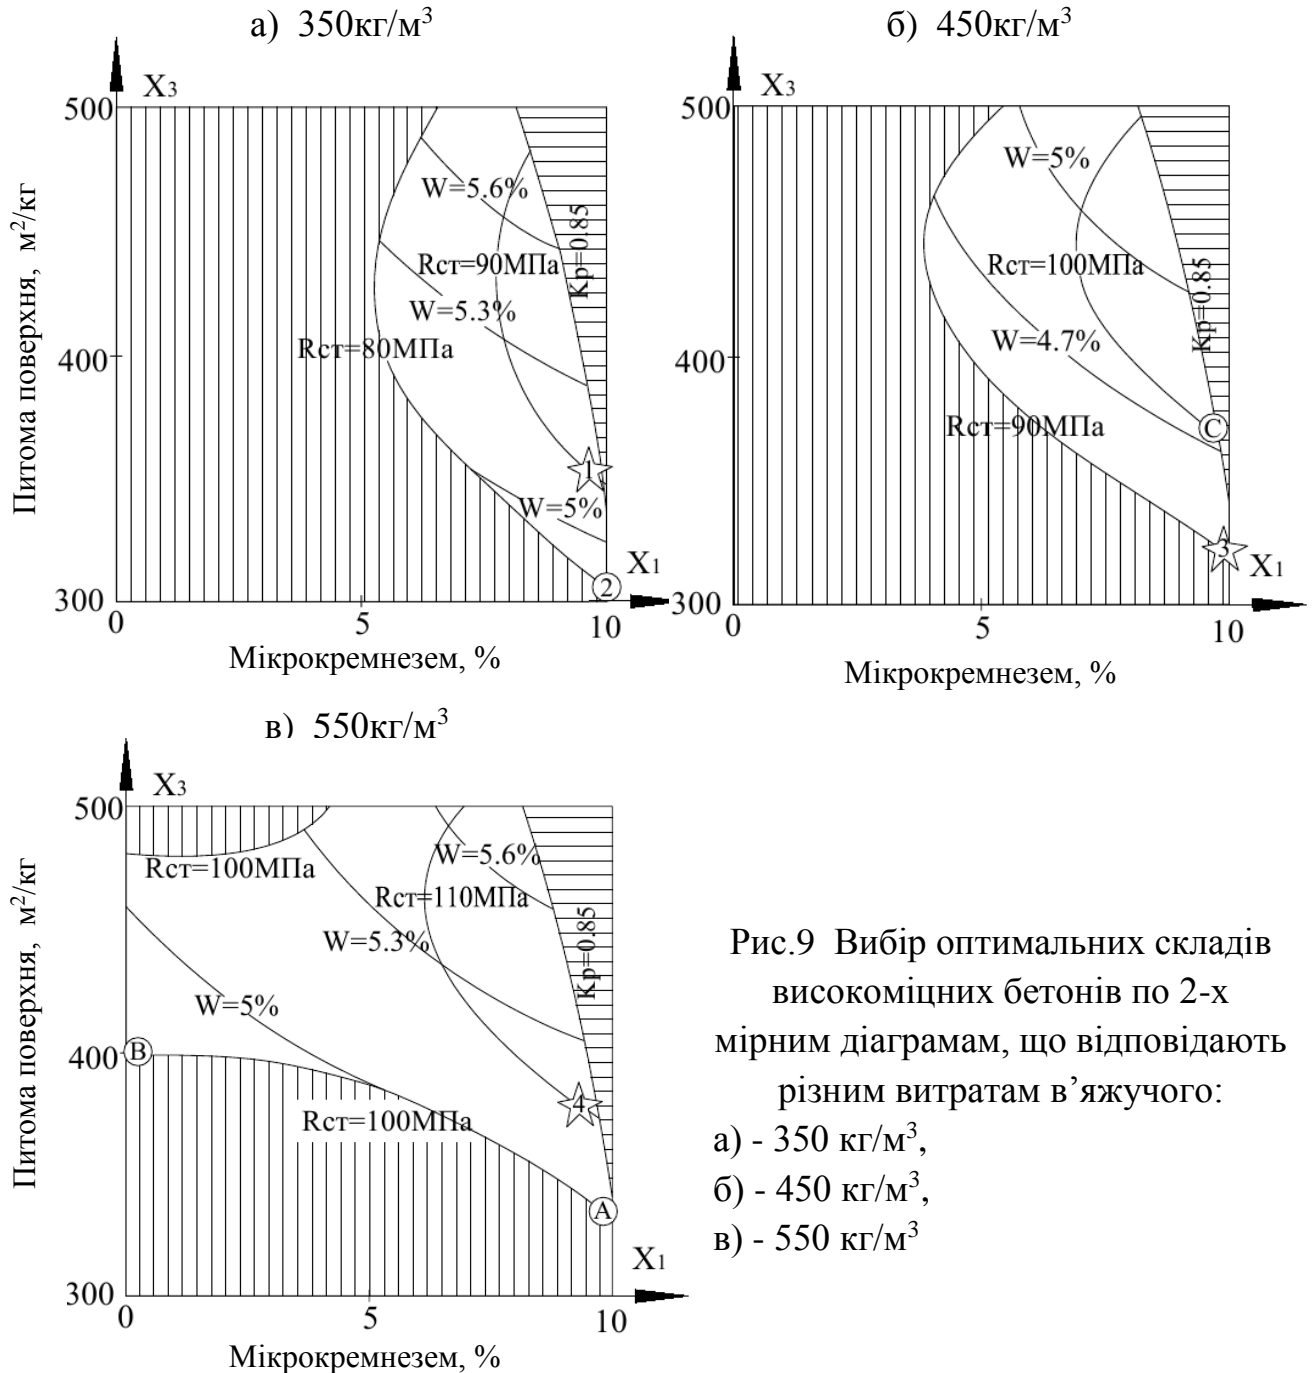 а) 350кг/м³
X₃
500
400
300
Питома поверхня, м²/кг
W=5.6%
Rст=90МПа
W=5.3%
Rст=80МПа
Кр=0.85
1
W=5%
2
X₁
0
5
10
Мікрокремнезем, %
б) 450кг/м³
X₃
500
400
300
W=5%
Rст=100МПа
Кр=0.85
W=4.7%
Rст=90МПа
С
3
X₁
0
5
10
Мікрокремнезем, %
в) 550кг/м³
X₃
500
400
300
Питома поверхня, м²/кг
Rст=100МПа
W=5.6%
Rст=110МПа
W=5.3%
Кр=0.85
W=5%
В
4
Rст=100МПа
А
X₁
0
5
10
Мікрокремнезем, %
Рис.9 Вибір оптимальних складів
високоміцних бетонів по 2-х
мірним діаграмам, що відповідають
різним витратам в’яжучого:
а) - 350 кг/м³,
б) - 450 кг/м³,
в) - 550 кг/м³